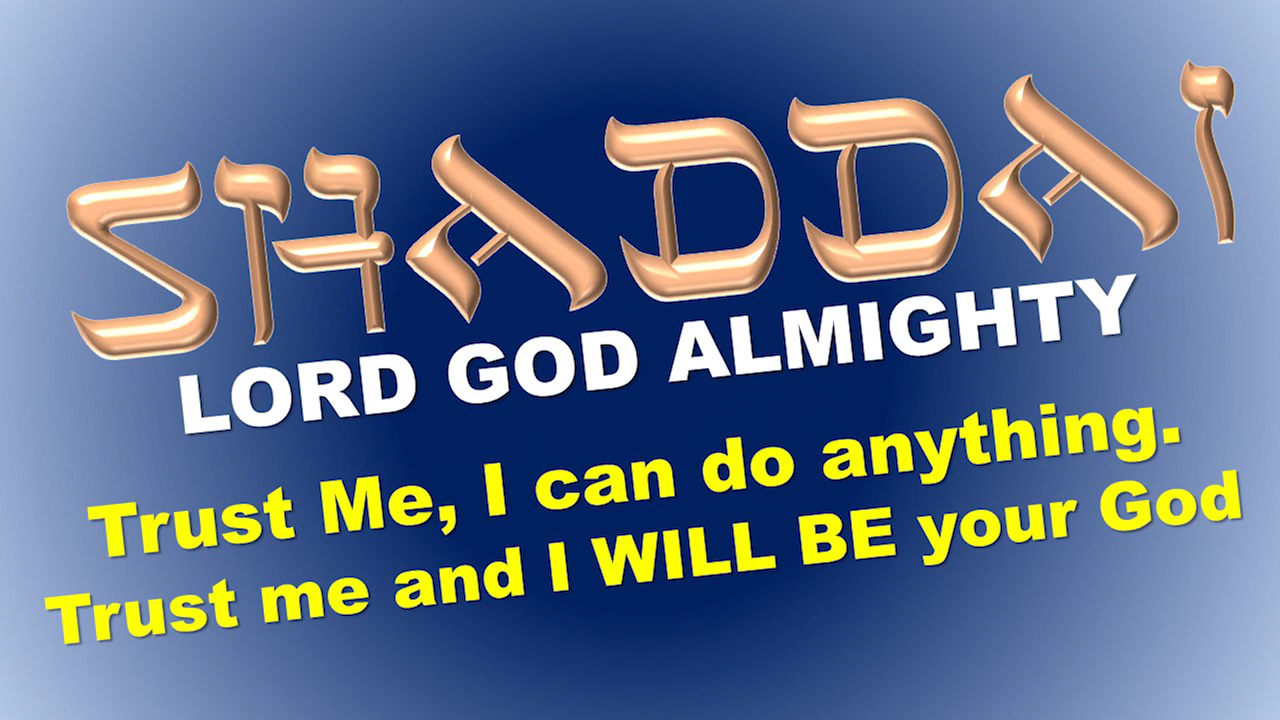 SHADDAI
LORD GOD ALMIGHTY
Trust Me, I can do anything.
Trust me and I WILL BE your God